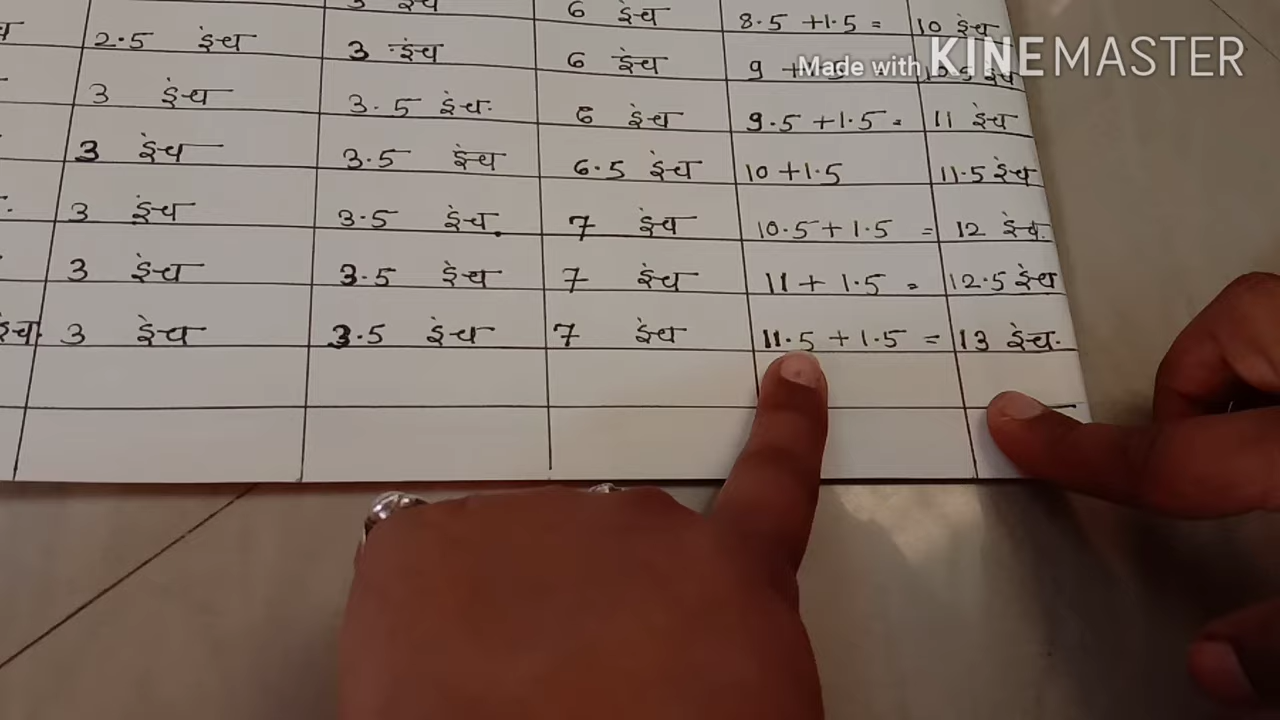 3 इंच 6 इंच 8.5 +1.5 = 10 इंच
2.5 इंच 3 इंच 6 इंच 9 +
Made with KINEMASTER
3 इंच 3.5 इंच. 6 इंच 9.5 +1.5 = 11 इंच
3 इंच 3.5 इंच 6.5 इंच 10 +1.5 11.5 इंच
3 इंच 3.5 इंच. 7 इंच 10.5 + 1.5 = 12 इंच.
3 इंच 3.5 इंच 7 इंच 11 + 1.5 = 12.5 इंच
इंच. 3 इंच 3.5 इंच 7 इंच 11.5 + 1.5 = 13 इंच.